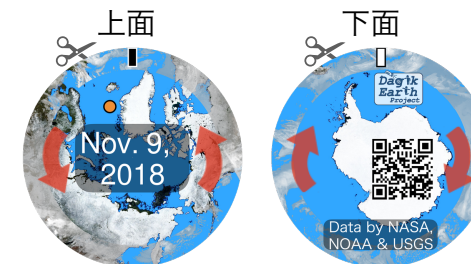 上面
下面
Nov. 9,
2018
Dagik
Earth
Project
Data by NASA,
NOAA & USGS